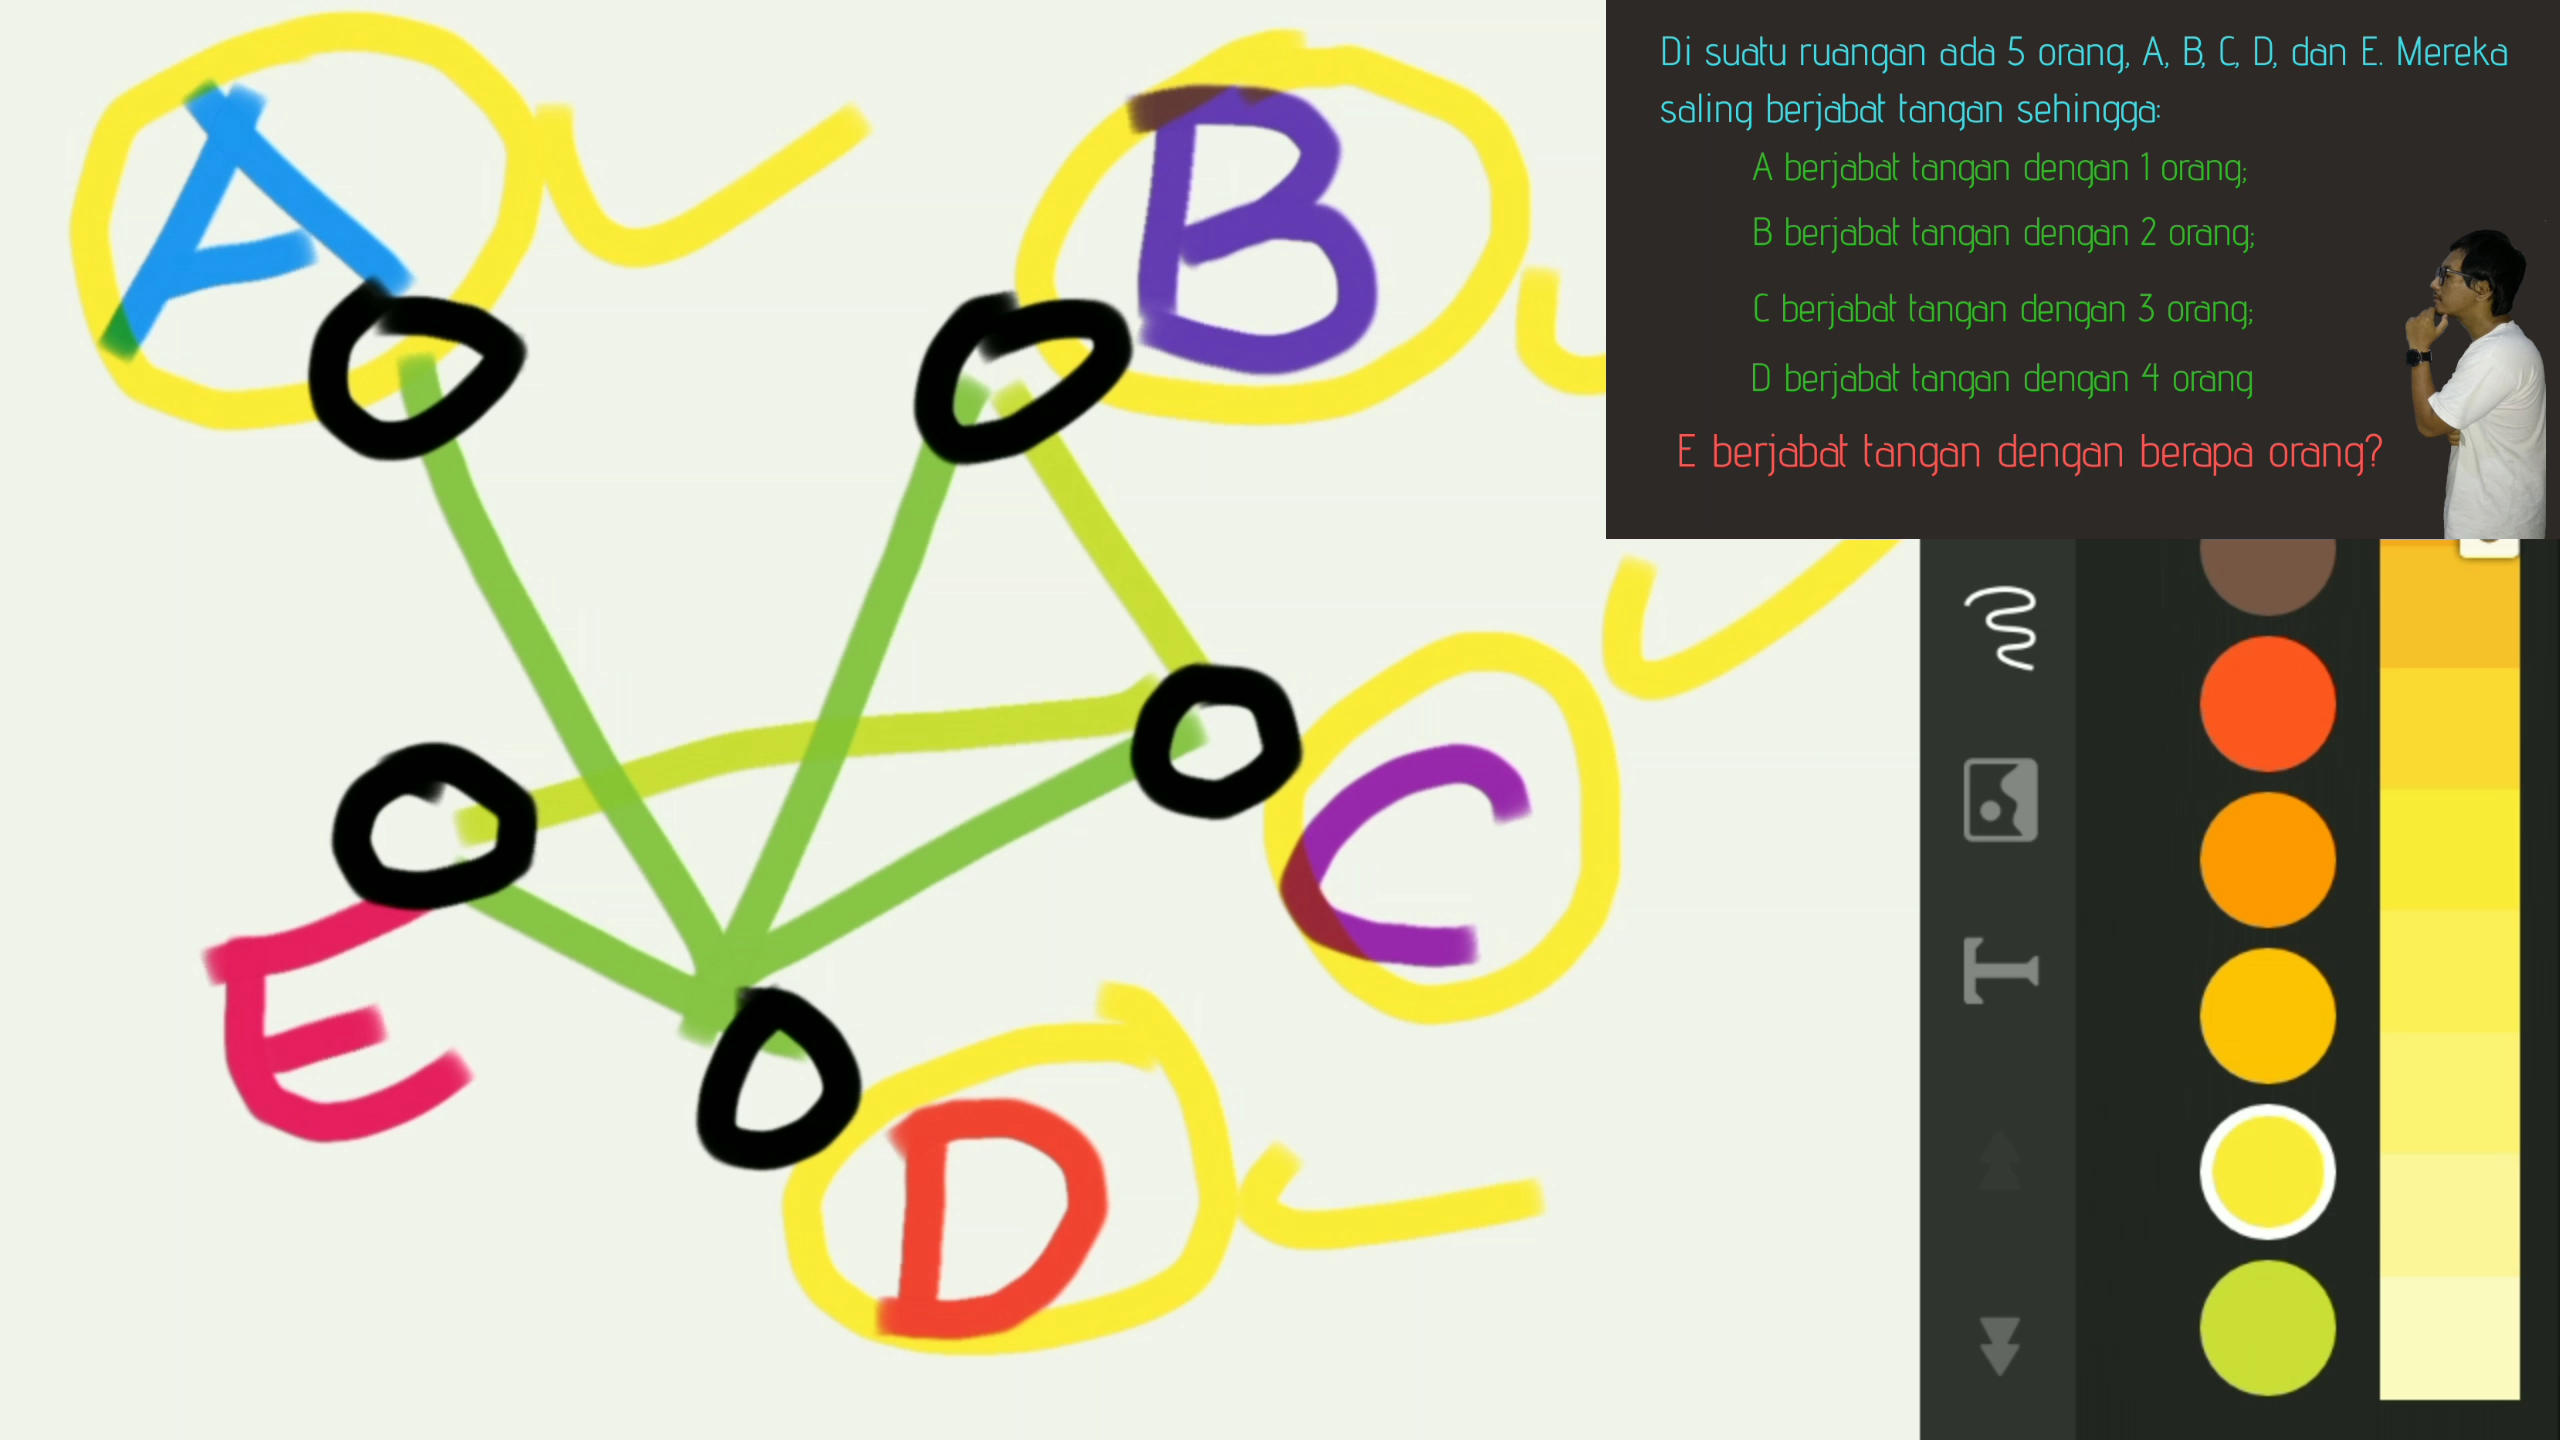 A
B
C
D
E
Di suatu ruangan ada 5 orang, A, B, C, D, dan E. Mereka
saling berjabat tangan sehingga:
A berjabat tangan dengan 1 orang;
B berjabat tangan dengan 2 orang;
C berjabat tangan dengan 3 orang;
D berjabat tangan dengan 4 orang
E berjabat tangan dengan berapa orang?
T